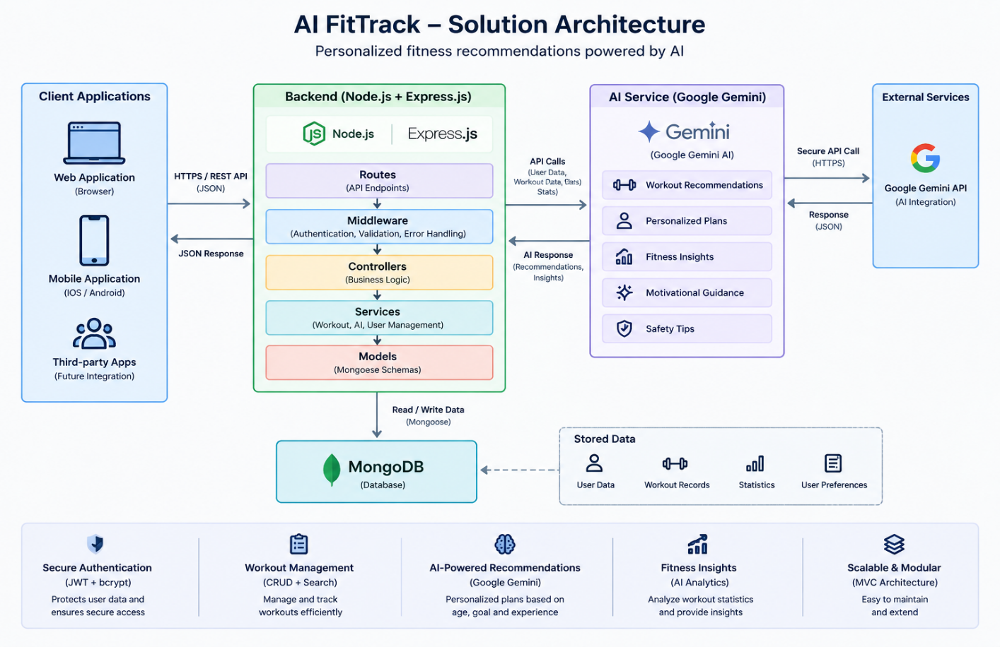 AI FitTrack – Solution Architecture
Personalized fitness recommendations powered by AI
Client Applications
Web Application
(Browser)
Mobile Application
(IOS / Android)
Third-party Apps
(Future Integration)
HTTPS / REST API
(JSON)
JSON Response
Backend (Node.js + Express.js)
JS
Node.js
Express.js
Routes
(API Endpoints)
Middleware
(Authentication, Validation, Error Handling)
Controllers
(Business Logic)
Services
(Workout, AI, User Management)
Models
(Mongoese Schemas)
API Calls
(User Data,
Workout Data,
Stats)
AI Response
(Recommendations,
Insights)
AI Service (Google Gemini)
Gemini
(Google Gemini AI)
Workout Recommendations
Personalized Plans
Fitness Insights
Motivational Guidance
Safety Tips
Secure API Call
(HTTPS)
Response
(JSON)
External Services
Google Gemini API
(AI Integration)
Read / Write Data
(Mongoose)
MongoDB
(Database)
Stored Data
User Data
Workout Records
Statistics
User Preferences
Secure Authentication
(JWT + bcrypt)
Protects user data and
ensures secure access
Workout Management
(CRUD + Search)
Manage and track
workouts efficiently
AI-Powered Recommendations
(Google Gemini)
Personalized plans based on
age, goal and experience
Fitness Insights
(AI Analytics)
Analyze workout statistics
and provide insights
Scalable & Modular
(MVC Architecture)
Easy to maintain
and extend